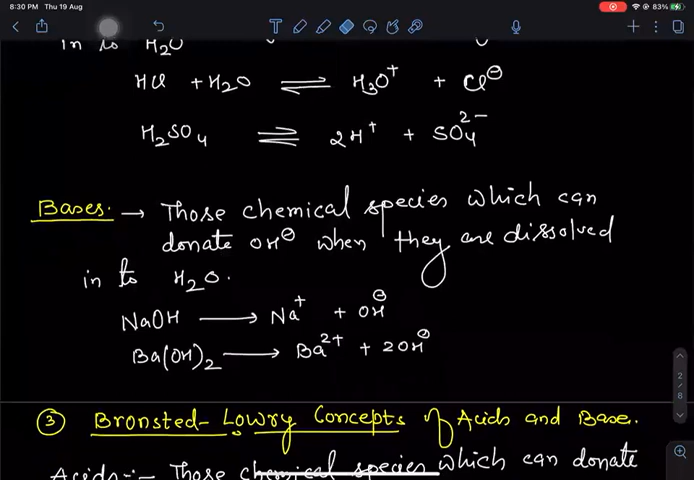 8:30 PM Thu 19 Aug
83%
in to H₂O
HCl + H₂O ⇌ H₃O⁺ + Cl⊖
H₂SO₄ ⇌ 2H⁺ + SO₄²⁻
Bases. → Those chemical species which can
donate OH⊖ when they are dissolved
in to H₂O.
NaOH → Na⁺ + OH⊖
Ba(OH)₂ → Ba²⁺ + 2OH⊖
2
/
8
③ Bronsted-Lowry Concepts of Acids and Base.
Acids:- Those chemical species which can donate